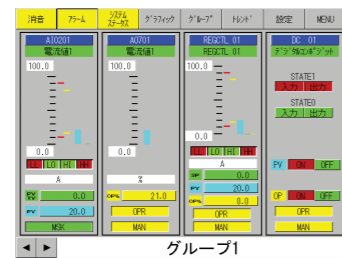 消音 アラーム システム ステータス グラフィック グループ トレンド 設定 MENU
AI0201 AO701 REGCTL 01 DC 01
電流値1 電流値1 REGCTL 01 デジタルコンポジット
100.0 100.0 100.0
STATE1
入力 出力
STATE0
入力 出力
0.0 0.0 0.0
LL LO HI HH LL LO HI HH
A % A
PV ON OFF
SP 0.0
PV 20.0
0.0 OP% 21.0 OP% 0.0 OP ON OFF
PV 20.0 OPR OPR OPR
MSK MAN MAN MAN
グループ1